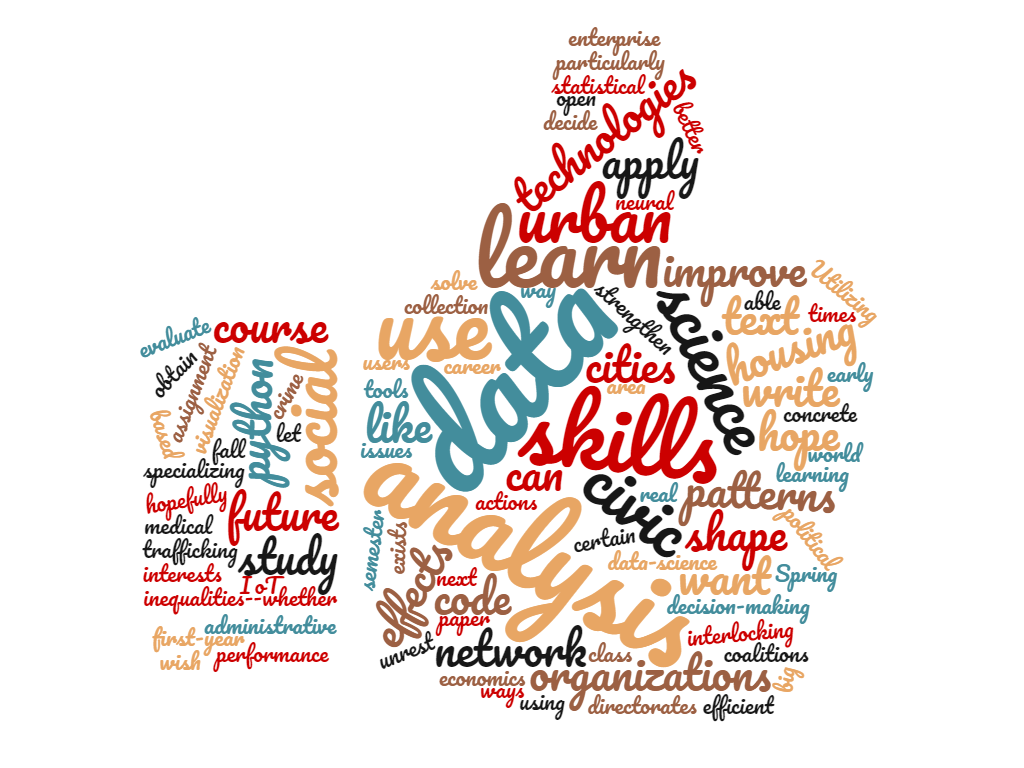 enterprise
particularly
statistical
open
decide
technologies
better
apply
neural
urban
learn
improve
Utilizing
solve
way
strengthen
science
able
collection
data
text
times
use
housing
users
career
cities
area
write
early
tools
concrete
like
skills
hope
issues
world
learning
analysis
can
civic
real
patterns
actions
political
shape
certain
semester
exists
data-science
want
Spring
effects
next
code
decision-making
paper
interlocking
unrest
network
class
coalitions
economics
organizations
big
ways
using
directorates
efficient
evaluate
course
obtain
assignment
visualization
python
crime
social
based
let
fall
specializing
hopefully
future
medical
trafficking
study
interests
IoT
inequalities--whether
administrative
first-year
wish
performance